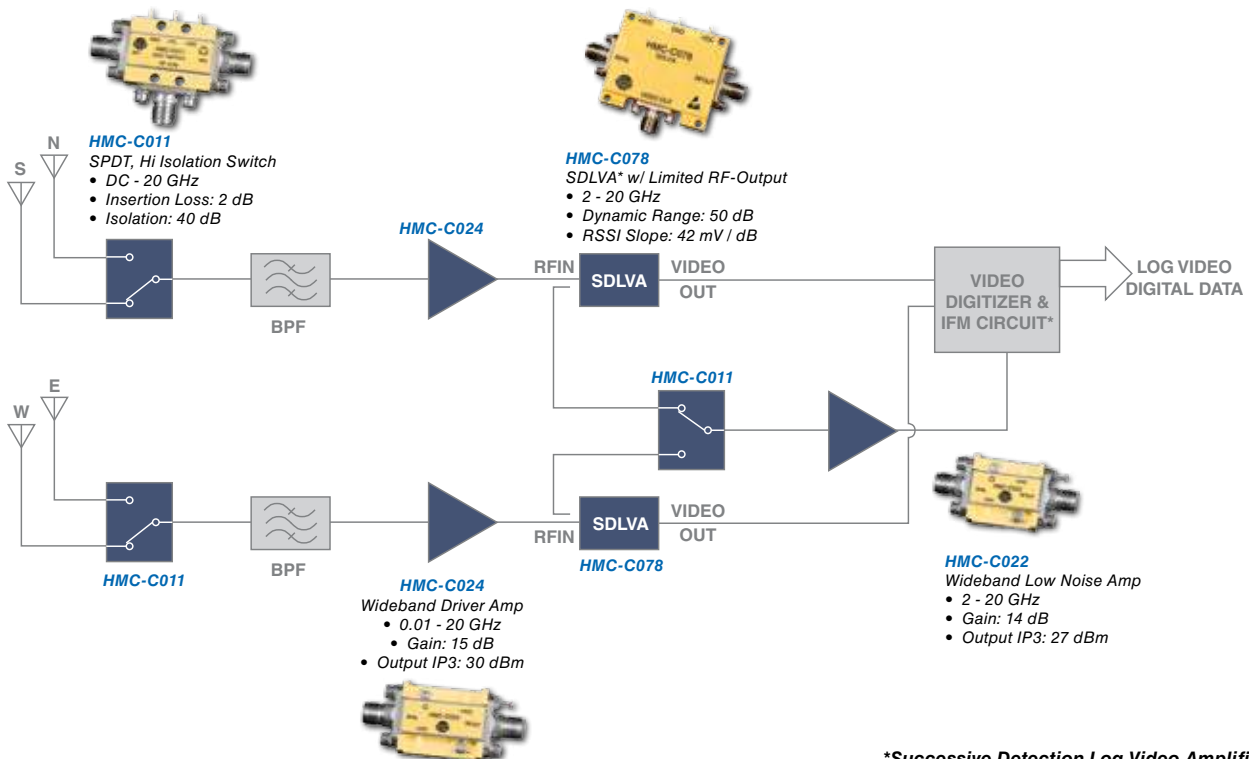 HMC-C078
N
S
HMC-C011
SPDT, Hi Isolation Switch
• DC - 20 GHz
• Insertion Loss: 2 dB
• Isolation: 40 dB
HMC-C078
SDLVA* w/ Limited RF-Output
• 2 - 20 GHz
• Dynamic Range: 50 dB
• RSSI Slope: 42 mV / dB
HMC-C024
BPF
RFIN
SDLVA
VIDEO
OUT
VIDEO
DIGITIZER &
IFM CIRCUIT*
LOG VIDEO
DIGITAL DATA
HMC-C011
E
W
HMC-C011
BPF
HMC-C024
Wideband Driver Amp
• 0.01 - 20 GHz
• Gain: 15 dB
• Output IP3: 30 dBm
RFIN
SDLVA
VIDEO
OUT
HMC-C078
HMC-C022
Wideband Low Noise Amp
• 2 - 20 GHz
• Gain: 14 dB
• Output IP3: 27 dBm
*Successive Detection Log Video